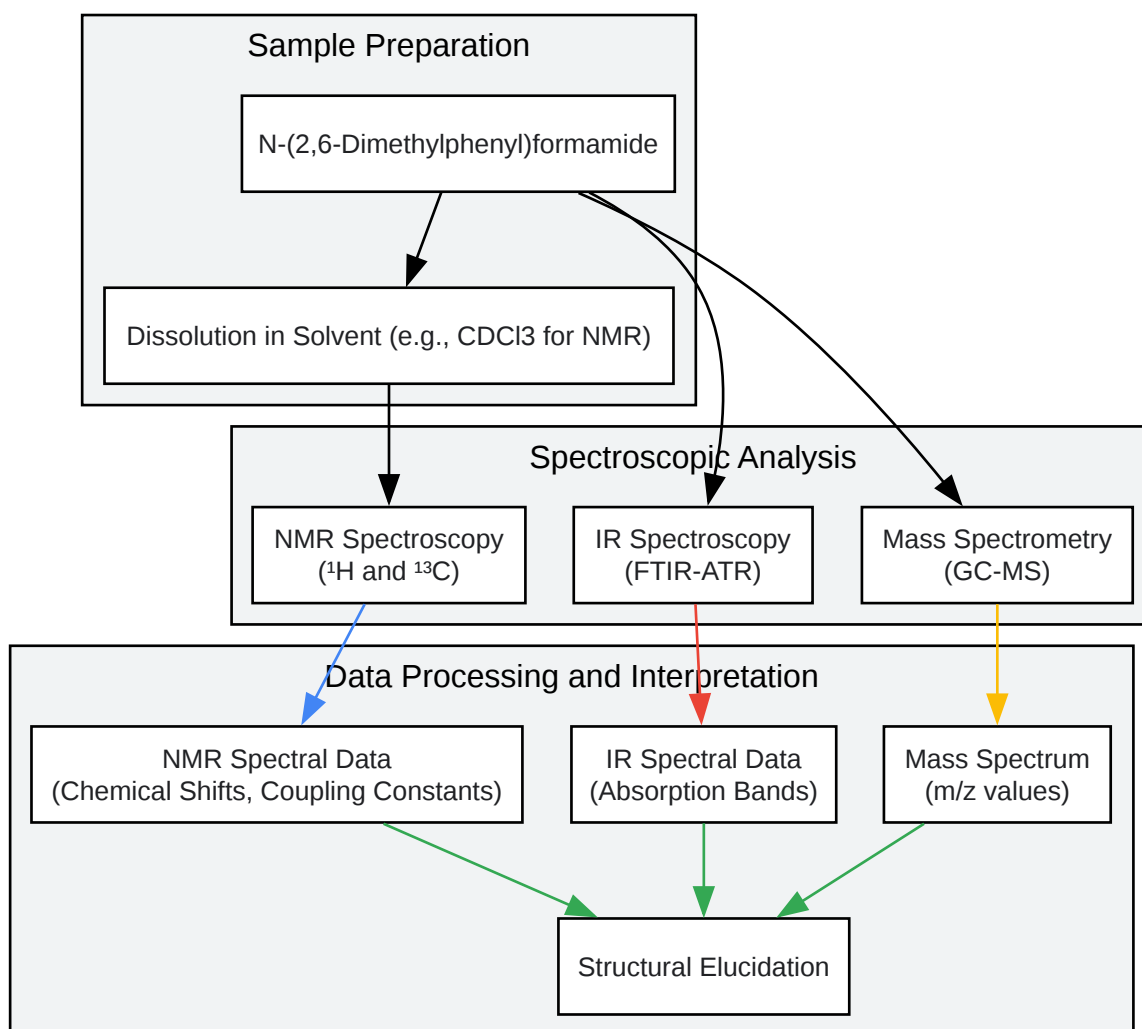 Sample Preparation
N-(2,6-Dimethylphenyl)formamide
Dissolution in Solvent (e.g., CDCl3 for NMR)
Spectroscopic Analysis
NMR Spectroscopy
(¹H and ¹³C)
IR Spectroscopy
(FTIR-ATR)
Mass Spectrometry
(GC-MS)
Data Processing and Interpretation
NMR Spectral Data
(Chemical Shifts, Coupling Constants)
IR Spectral Data
(Absorption Bands)
Mass Spectrum
(m/z values)
Structural Elucidation